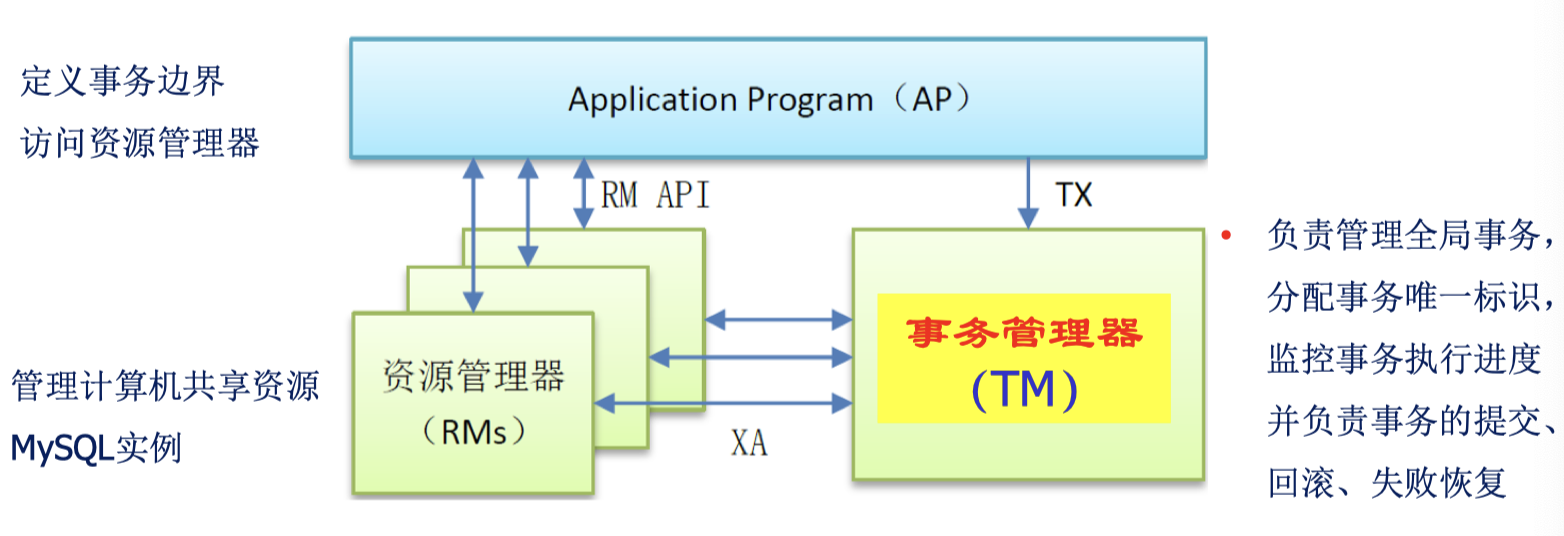 定义事务边界
访问资源管理器
Application Program（AP）
RM API
TX
资源管理器
（RMs）
XA
事务管理器
(TM)
管理计算机共享资源
MySQL实例
• 负责管理全局事务，
分配事务唯一标识，
监控事务执行进度
并负责事务的提交、
回滚、失败恢复